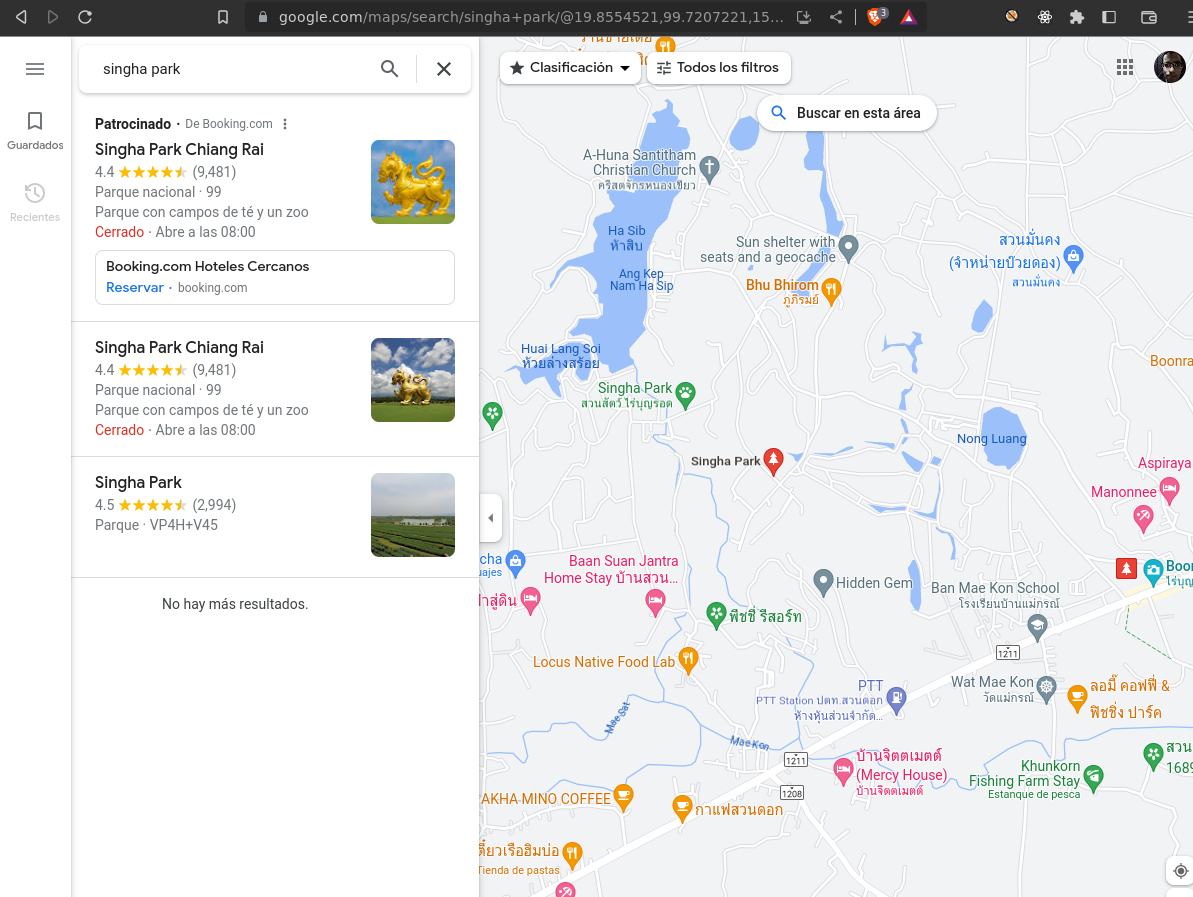 google.com/maps/search/singha+park/@19.8554521,99.7207221,15...
3
singha park
Guardados
Recientes
Patrocinado · De Booking.com
Singha Park Chiang Rai
4.4 (9,481)
Parque nacional · 99
Parque con campos de té y un zoo
Cerrado · Abre a las 08:00
Booking.com Hoteles Cercanos
Reservar · booking.com
Singha Park Chiang Rai
4.4 (9,481)
Parque nacional · 99
Parque con campos de té y un zoo
Cerrado · Abre a las 08:00
Singha Park
4.5 (2,994)
Parque · VP4H+V45
No hay más resultados.
Clasificación
Todos los filtros
Buscar en esta área
A-Huna Santitham
Christian Church
คริสตจักรหนองเขียว
Ha Sib
ห้าสิบ
Ang Kep
Nam Ha Sip
Sun shelter with
seats and a geocache
สวนมั่นคง
(จำหน่ายบ๊วยดอง)
สวนมั่นคง
Bhu Bhirom
ภูภิรมย์
Huai Lang Soi
ห้วยล่างสร้อย
Boonra
Singha Park
สวนสัตว์ ไร่บุญรอด
Nong Luang
Singha Park
Aspiraya
Manonnee
cha
uajes
Baan Suan Jantra
Home Stay บ้านสวน...
Hidden Gem
Ban Mae Kon School
โรงเรียนบ้านแม่กรณ์
Boon
ไร่บุญ
พีชชี่ รีสอร์ท
1211
Locus Native Food Lab
Wat Mae Kon
วัดแม่กรณ์
ลอมี๊ คอฟฟี่ &
ฟิชชิ่ง ปาร์ค
PTT
PTT Station ปตท.สวนดอก
ห้างหุ้นส่วนจำกัด...
Mae Sat
Mae Kon
1211
บ้านจิตตเมตต์
(Mercy House)
บ้านจิตตเมตต์
สวน
1689
Khunkorn
Fishing Farm Stay
Estanque de pesca
1208
AKHA MINO COFFEE
กาแฟสวนดอก
ตี๋ยวเรือฮิมบ่อ
Tienda de pastas